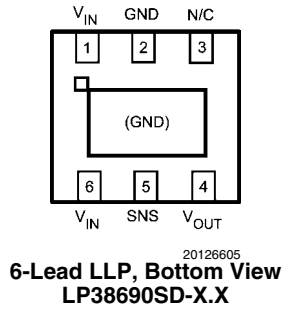 VIN GND N/C
1 2 3
(GND)
6 5 4
VIN SNS VOUT
20126605
6-Lead LLP, Bottom View
LP38690SD-X.X